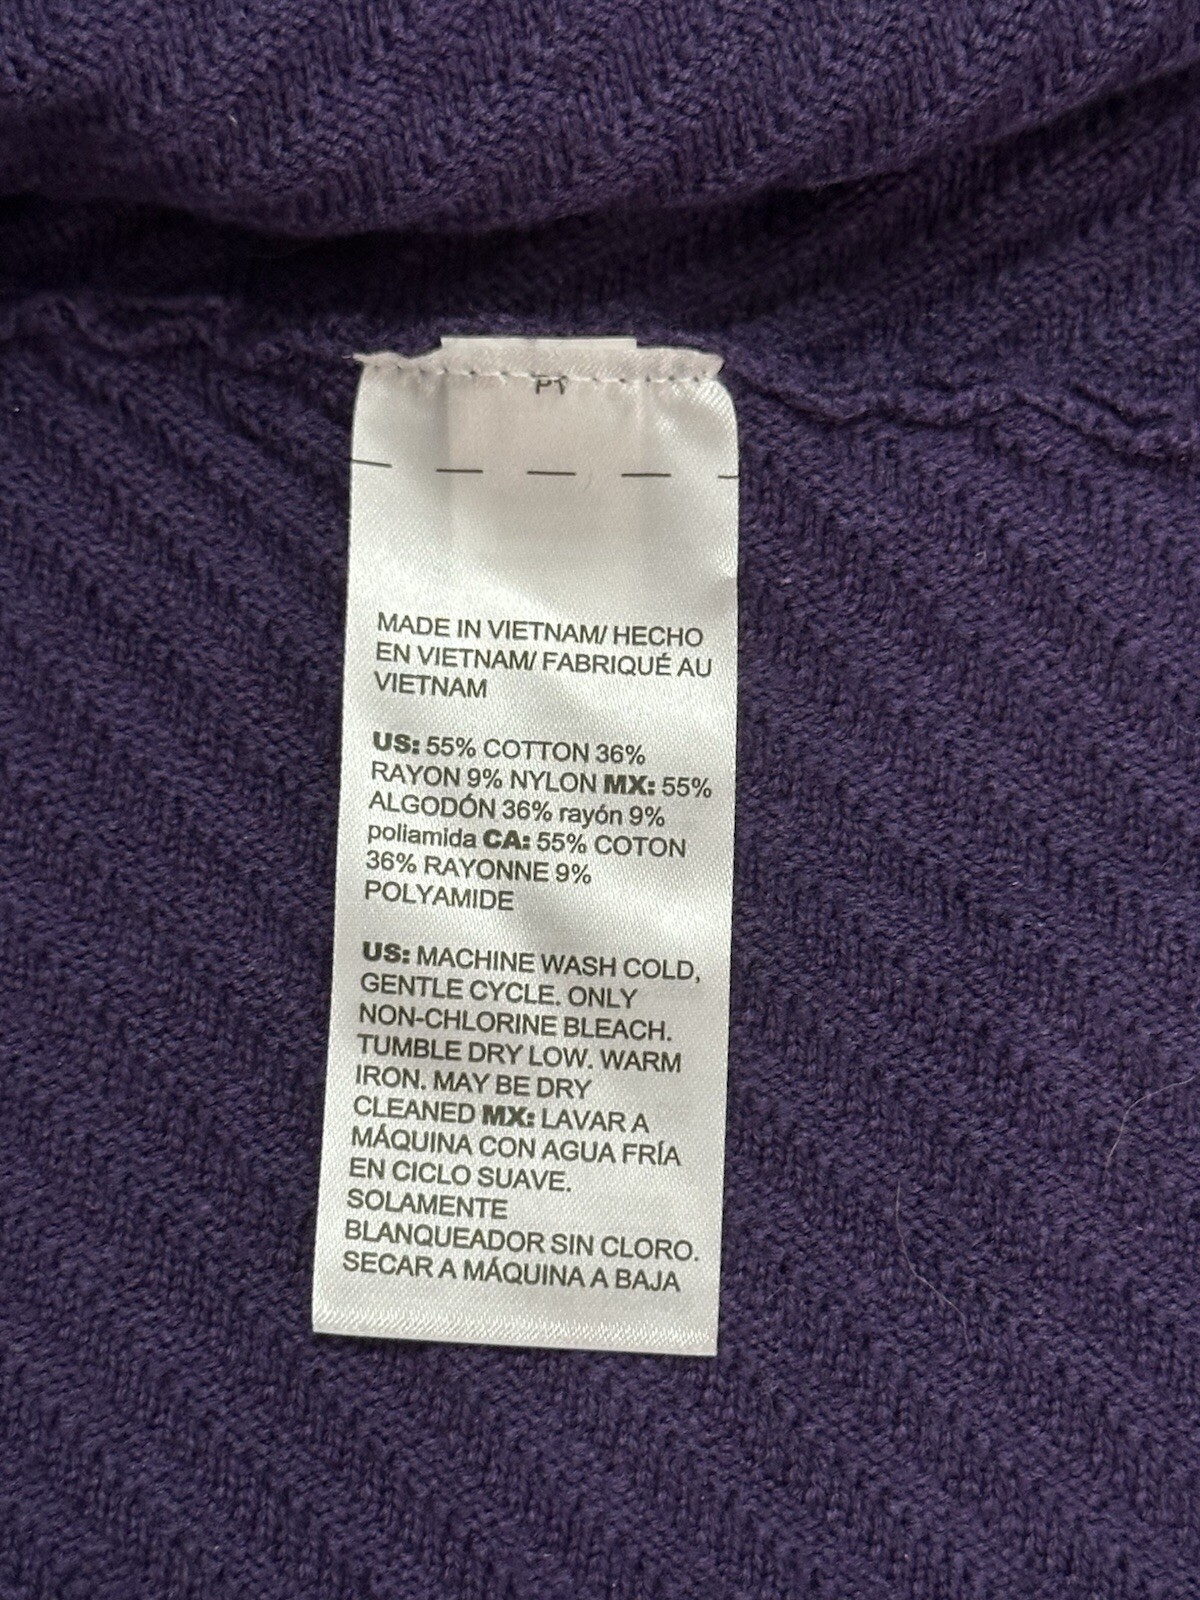 PT
MADE IN VIETNAM/ HECHO
EN VIETNAM/ FABRIQUÉ AU
VIETNAM
US: 55% COTTON 36%
RAYON 9% NYLON MX: 55%
ALGODÓN 36% rayón 9%
poliamida CA: 55% COTON
36% RAYONNE 9%
POLYAMIDE
US: MACHINE WASH COLD,
GENTLE CYCLE. ONLY
NON-CHLORINE BLEACH.
TUMBLE DRY LOW. WARM
IRON. MAY BE DRY
CLEANED MX: LAVAR A
MÁQUINA CON AGUA FRÍA
EN CICLO SUAVE.
SOLAMENTE
BLANQUEADOR SIN CLORO.
SECAR A MÁQUINA A BAJA